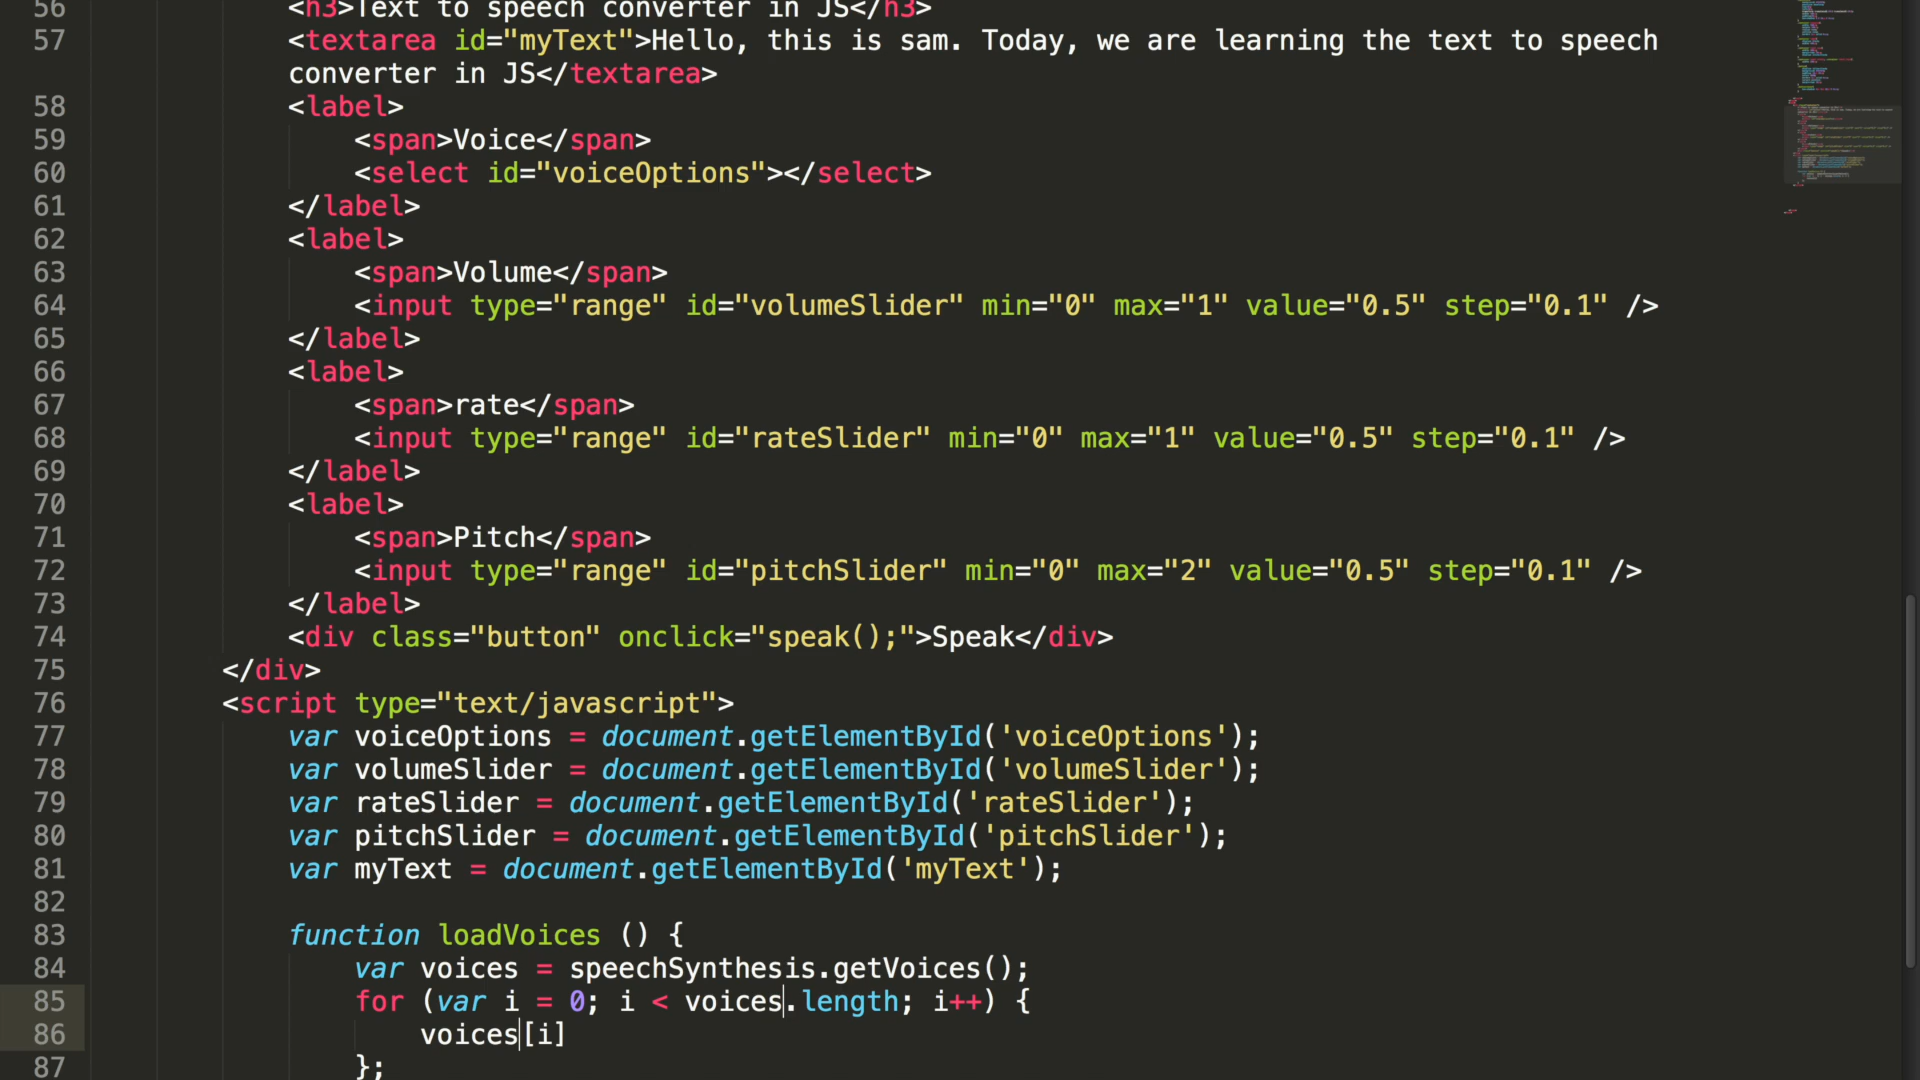 56 <h3>Text to speech converter in JS</h3>
57 <textarea id="myText">Hello, this is sam. Today, we are learning the text to speech
converter in JS</textarea>
58 <label>
59 <span>Voice</span>
60 <select id="voiceOptions"></select>
61 </label>
62 <label>
63 <span>Volume</span>
64 <input type="range" id="volumeSlider" min="0" max="1" value="0.5" step="0.1" />
65 </label>
66 <label>
67 <span>rate</span>
68 <input type="range" id="rateSlider" min="0" max="1" value="0.5" step="0.1" />
69 </label>
70 <label>
71 <span>Pitch</span>
72 <input type="range" id="pitchSlider" min="0" max="2" value="0.5" step="0.1" />
73 </label>
74 <div class="button" onclick="speak();">Speak</div>
75 </div>
76 <script type="text/javascript">
77 var voiceOptions = document.getElementById('voiceOptions');
78 var volumeSlider = document.getElementById('volumeSlider');
79 var rateSlider = document.getElementById('rateSlider');
80 var pitchSlider = document.getElementById('pitchSlider');
81 var myText = document.getElementById('myText');
82
83 function loadVoices () {
84 var voices = speechSynthesis.getVoices();
85 for (var i = 0; i < voices.length; i++) {
86 voices[i]
87 };